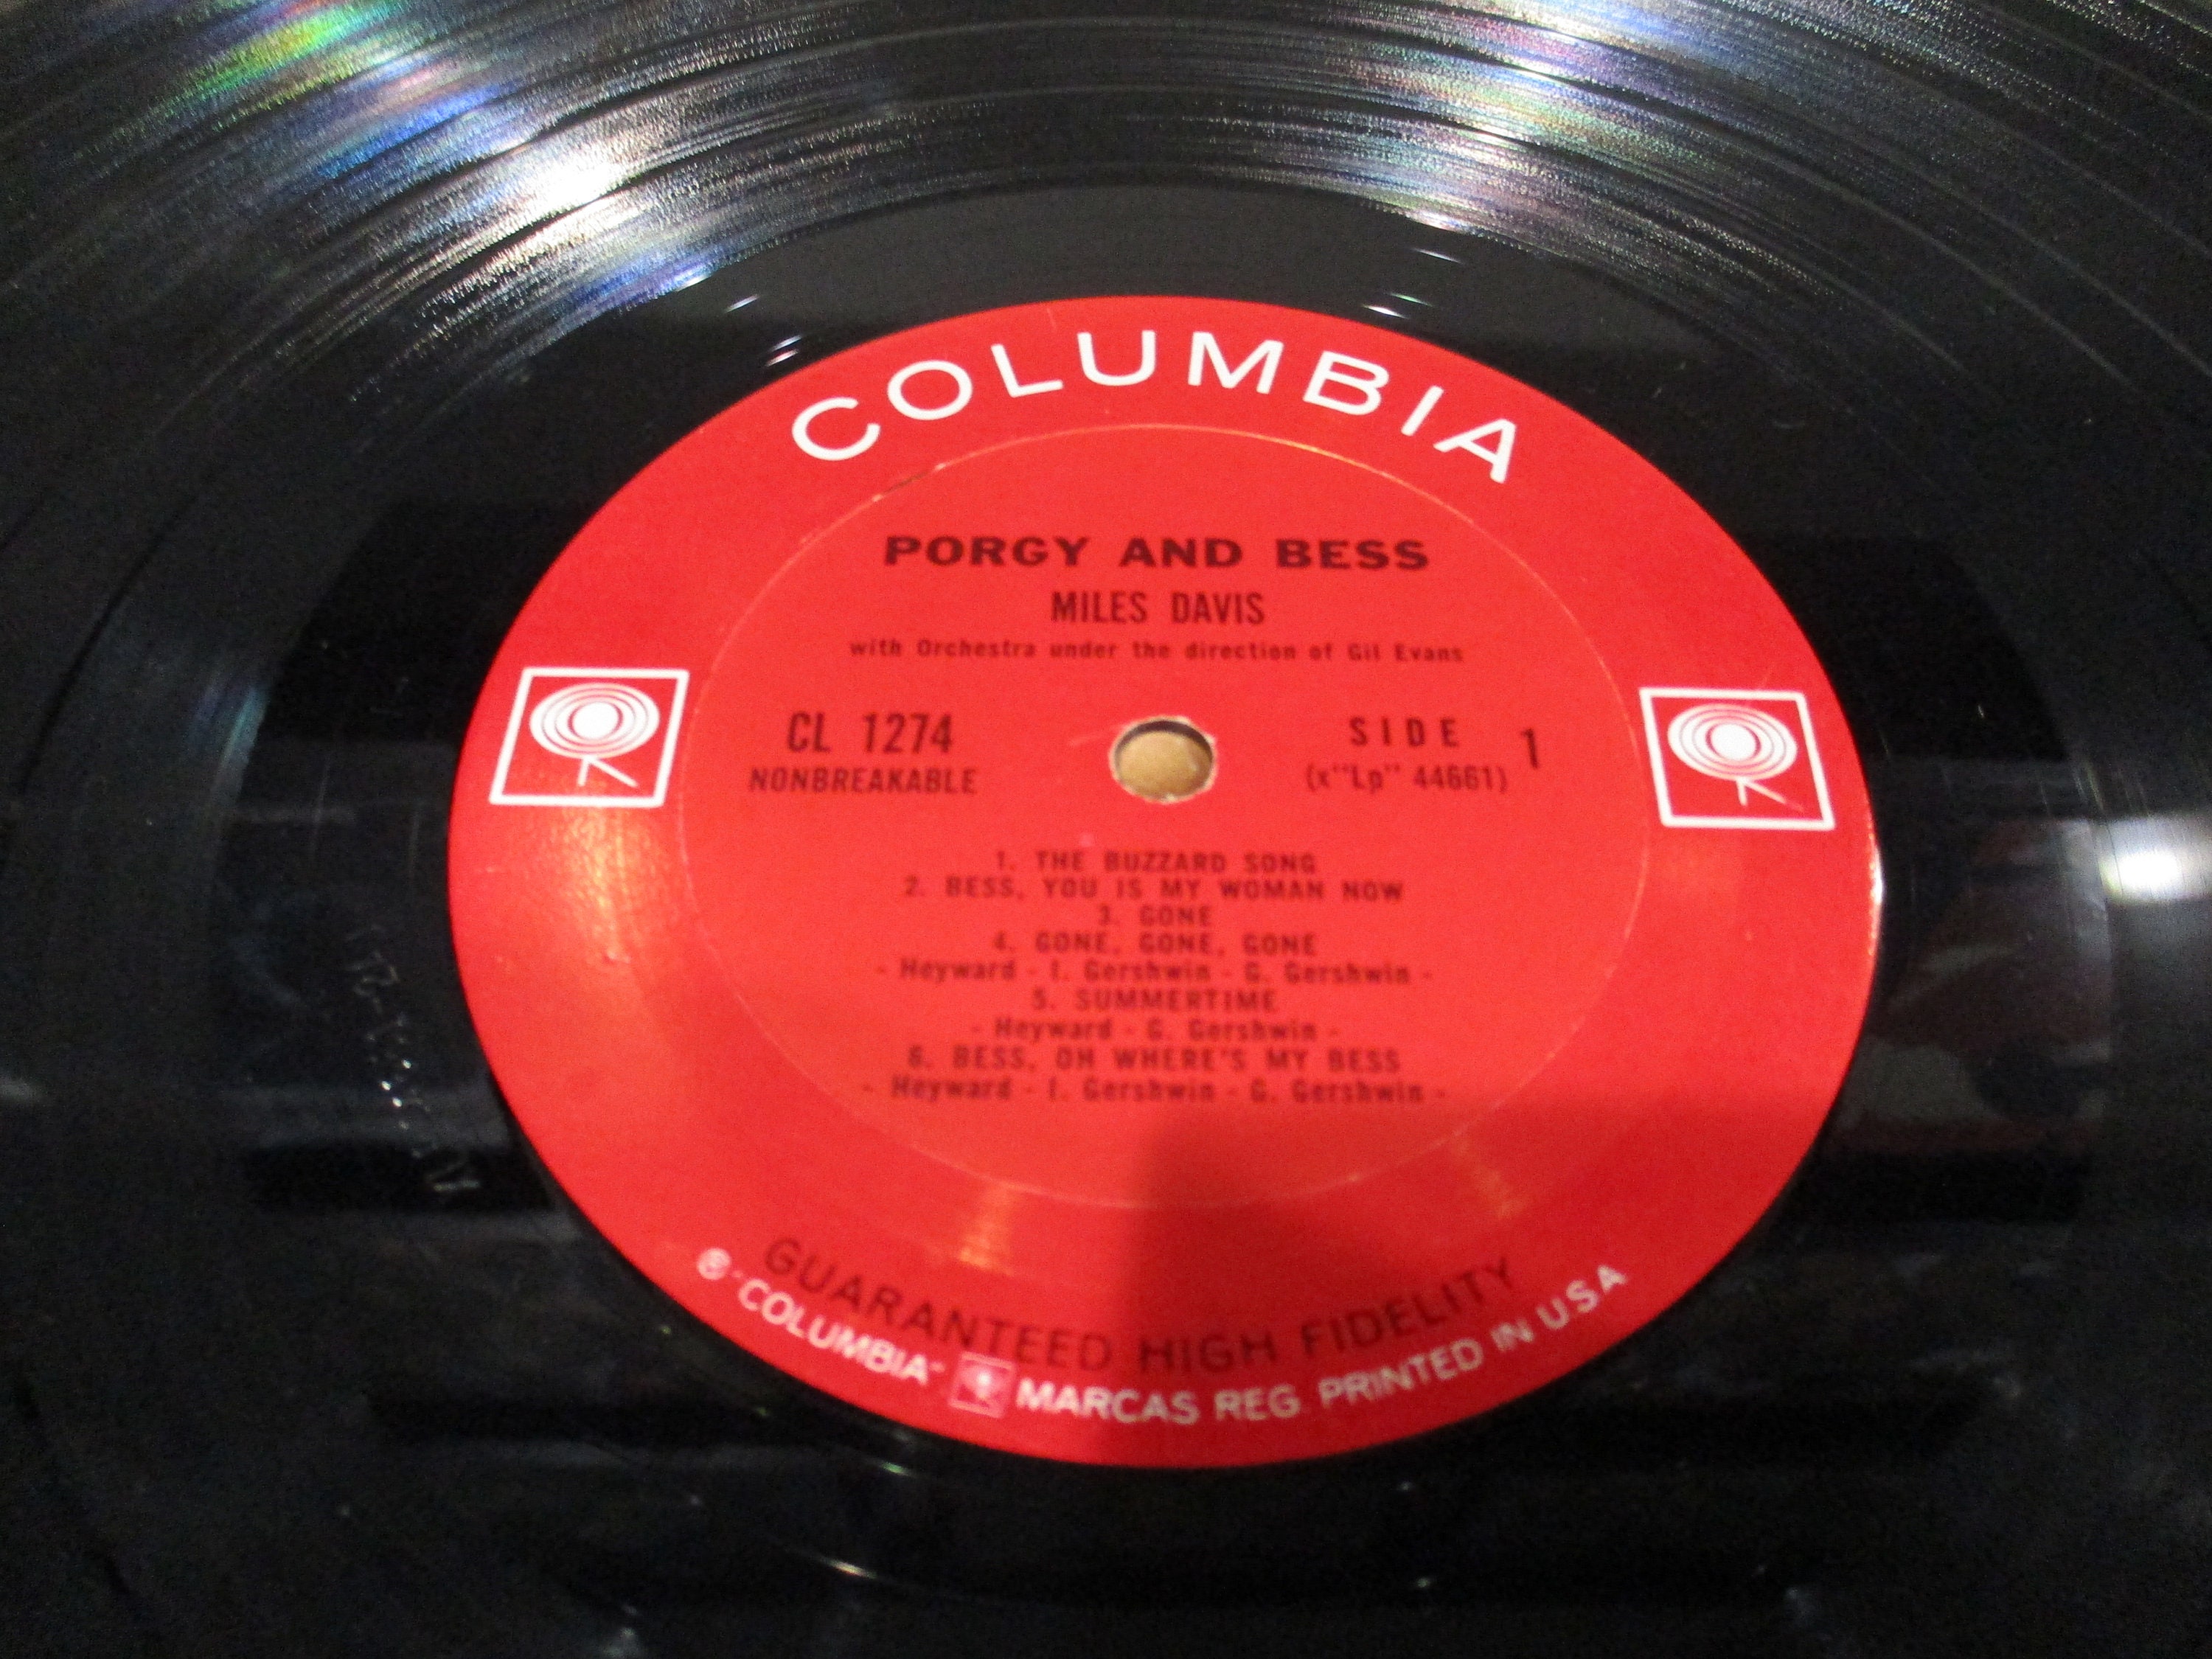 COLUMBIA
PORGY AND BESS
MILES DAVIS
with Orchestra under the direction of Gil Evans
CL 1274
NONBREAKABLE
SIDE 1
(x"Lp" 44661)
1. THE BUZZARD SONG
2. BESS, YOU IS MY WOMAN NOW
3. GONE
4. GONE, GONE, GONE
- Heyward - I. Gershwin - G. Gershwin -
5. SUMMERTIME
- Heyward - G. Gershwin -
6. BESS, OH WHERE'S MY BESS
- Heyward - I. Gershwin - G. Gershwin -
GUARANTEED HIGH FIDELITY
® "COLUMBIA" MARCAS REG. PRINTED IN U.S.A.